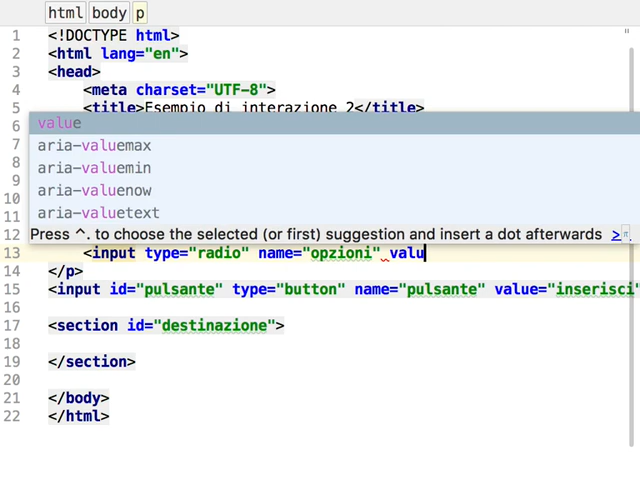 html body p
1 <!DOCTYPE html>
2 <html lang="en">
3 <head>
4 <meta charset="UTF-8">
5 <title>Esempio di interazione 2</title>
6 value
7 aria-valuemax
8 aria-valuemin
9 aria-valuenow
10
11 aria-valuetext
12 Press ^. to choose the selected (or first) suggestion and insert a dot afterwards >> π
13 <input type="radio" name="opzioni" valu
14 </p>
15 <input id="pulsante" type="button" name="pulsante" value="inserisci"
16
17 <section id="destinazione">
18
19 </section>
20
21 </body>
22 </html>